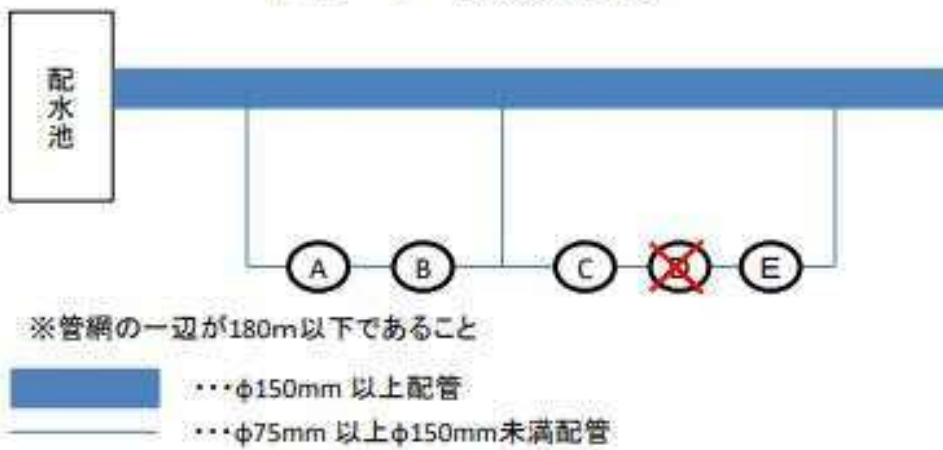 配水池
A B C D E
※管網の一辺が180m以下であること
・・・φ150mm 以上配管
・・・φ75mm 以上φ150mm未満配管